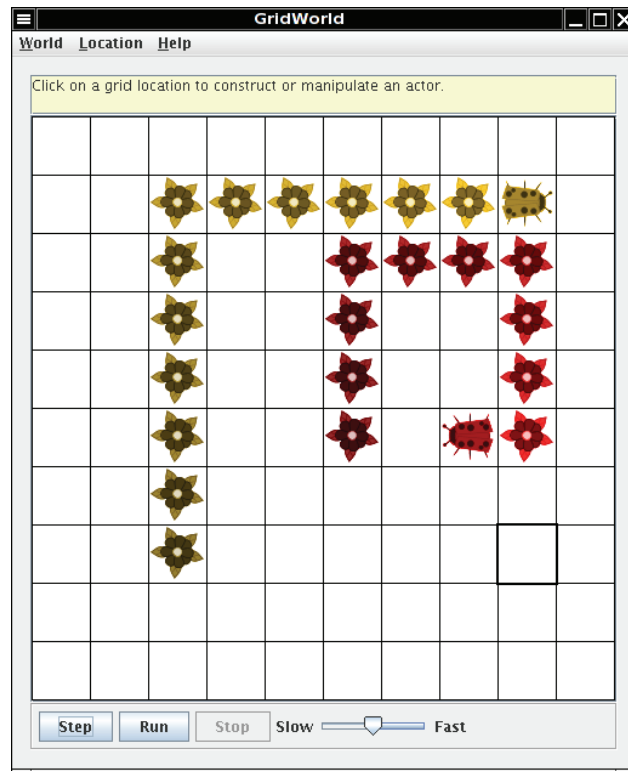 GridWorld
World Location Help
Click on a grid location to construct or manipulate an actor.
Step Run Stop Slow Fast